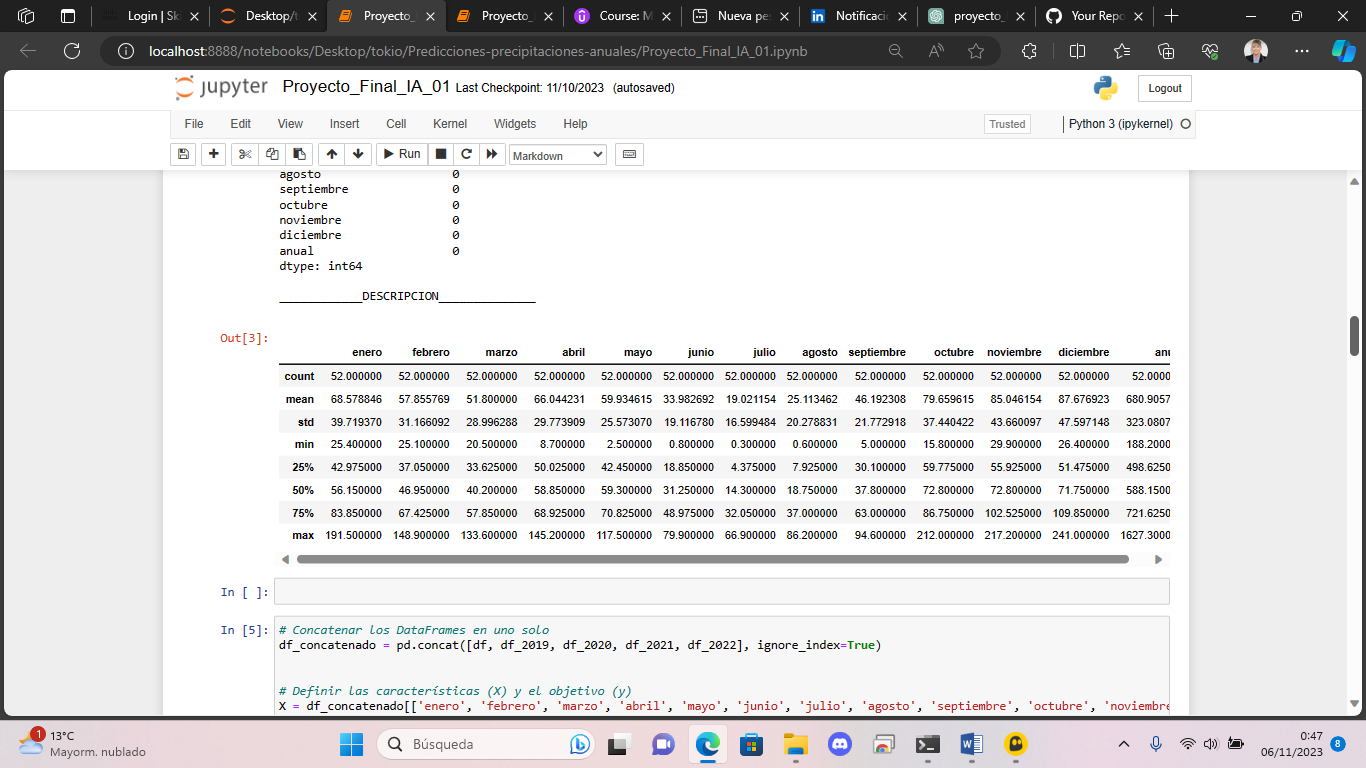 Login | Sk
Desktop/t
Proyecto_
Proyecto_
Course: M
Nueva pe
Notificaci
proyecto_
Your Repo
localhost:8888/notebooks/Desktop/tokio/Predicciones-precipitaciones-anuales/Proyecto_Final_IA_01.ipynb
jupyter Proyecto_Final_IA_01 Last Checkpoint: 11/10/2023 (autosaved)
Logout
File Edit View Insert Cell Kernel Widgets Help
Trusted
Python 3 (ipykernel)
Run
Markdown
agosto 0
septiembre 0
octubre 0
noviembre 0
diciembre 0
anual 0
dtype: int64
____________DESCRIPCION______________
Out[3]:
enero febrero marzo abril mayo junio julio agosto septiembre octubre noviembre diciembre anu
count 52.000000 52.000000 52.000000 52.000000 52.000000 52.000000 52.000000 52.000000 52.000000 52.000000 52.000000 52.000000 52.0000
mean 68.578846 57.855769 51.800000 66.044231 59.934615 33.982692 19.021154 25.113462 46.192308 79.659615 85.046154 87.676923 680.9057
std 39.719370 31.166092 28.996288 29.773909 25.573070 19.116780 16.599484 20.278831 21.772918 37.440422 43.660097 47.597148 323.0807
min 25.400000 25.100000 20.500000 8.700000 2.500000 0.800000 0.300000 0.600000 5.000000 15.800000 29.900000 26.400000 188.2000
25% 42.975000 37.050000 33.625000 50.025000 42.450000 18.850000 4.375000 7.925000 30.100000 59.775000 55.925000 51.475000 498.6250
50% 56.150000 46.950000 40.200000 58.850000 59.300000 31.250000 14.300000 18.750000 37.800000 72.800000 72.800000 71.750000 588.1500
75% 83.850000 67.425000 57.850000 68.925000 70.825000 48.975000 32.050000 37.000000 63.000000 86.750000 102.525000 109.850000 721.6250
max 191.500000 148.900000 133.600000 145.200000 117.500000 79.900000 66.900000 86.200000 94.600000 212.000000 217.200000 241.000000 1627.3000
In [ ]:
In [5]:
# Concatenar los DataFrames en uno solo
df_concatenado = pd.concat([df, df_2019, df_2020, df_2021, df_2022], ignore_index=True)
# Definir las características (X) y el objetivo (y)
X = df_concatenado[['enero', 'febrero', 'marzo', 'abril', 'mayo', 'junio', 'julio', 'agosto', 'septiembre', 'octubre', 'noviembre
1
13°C
Mayorm. nublado
Búsqueda
0:47
06/11/2023
8